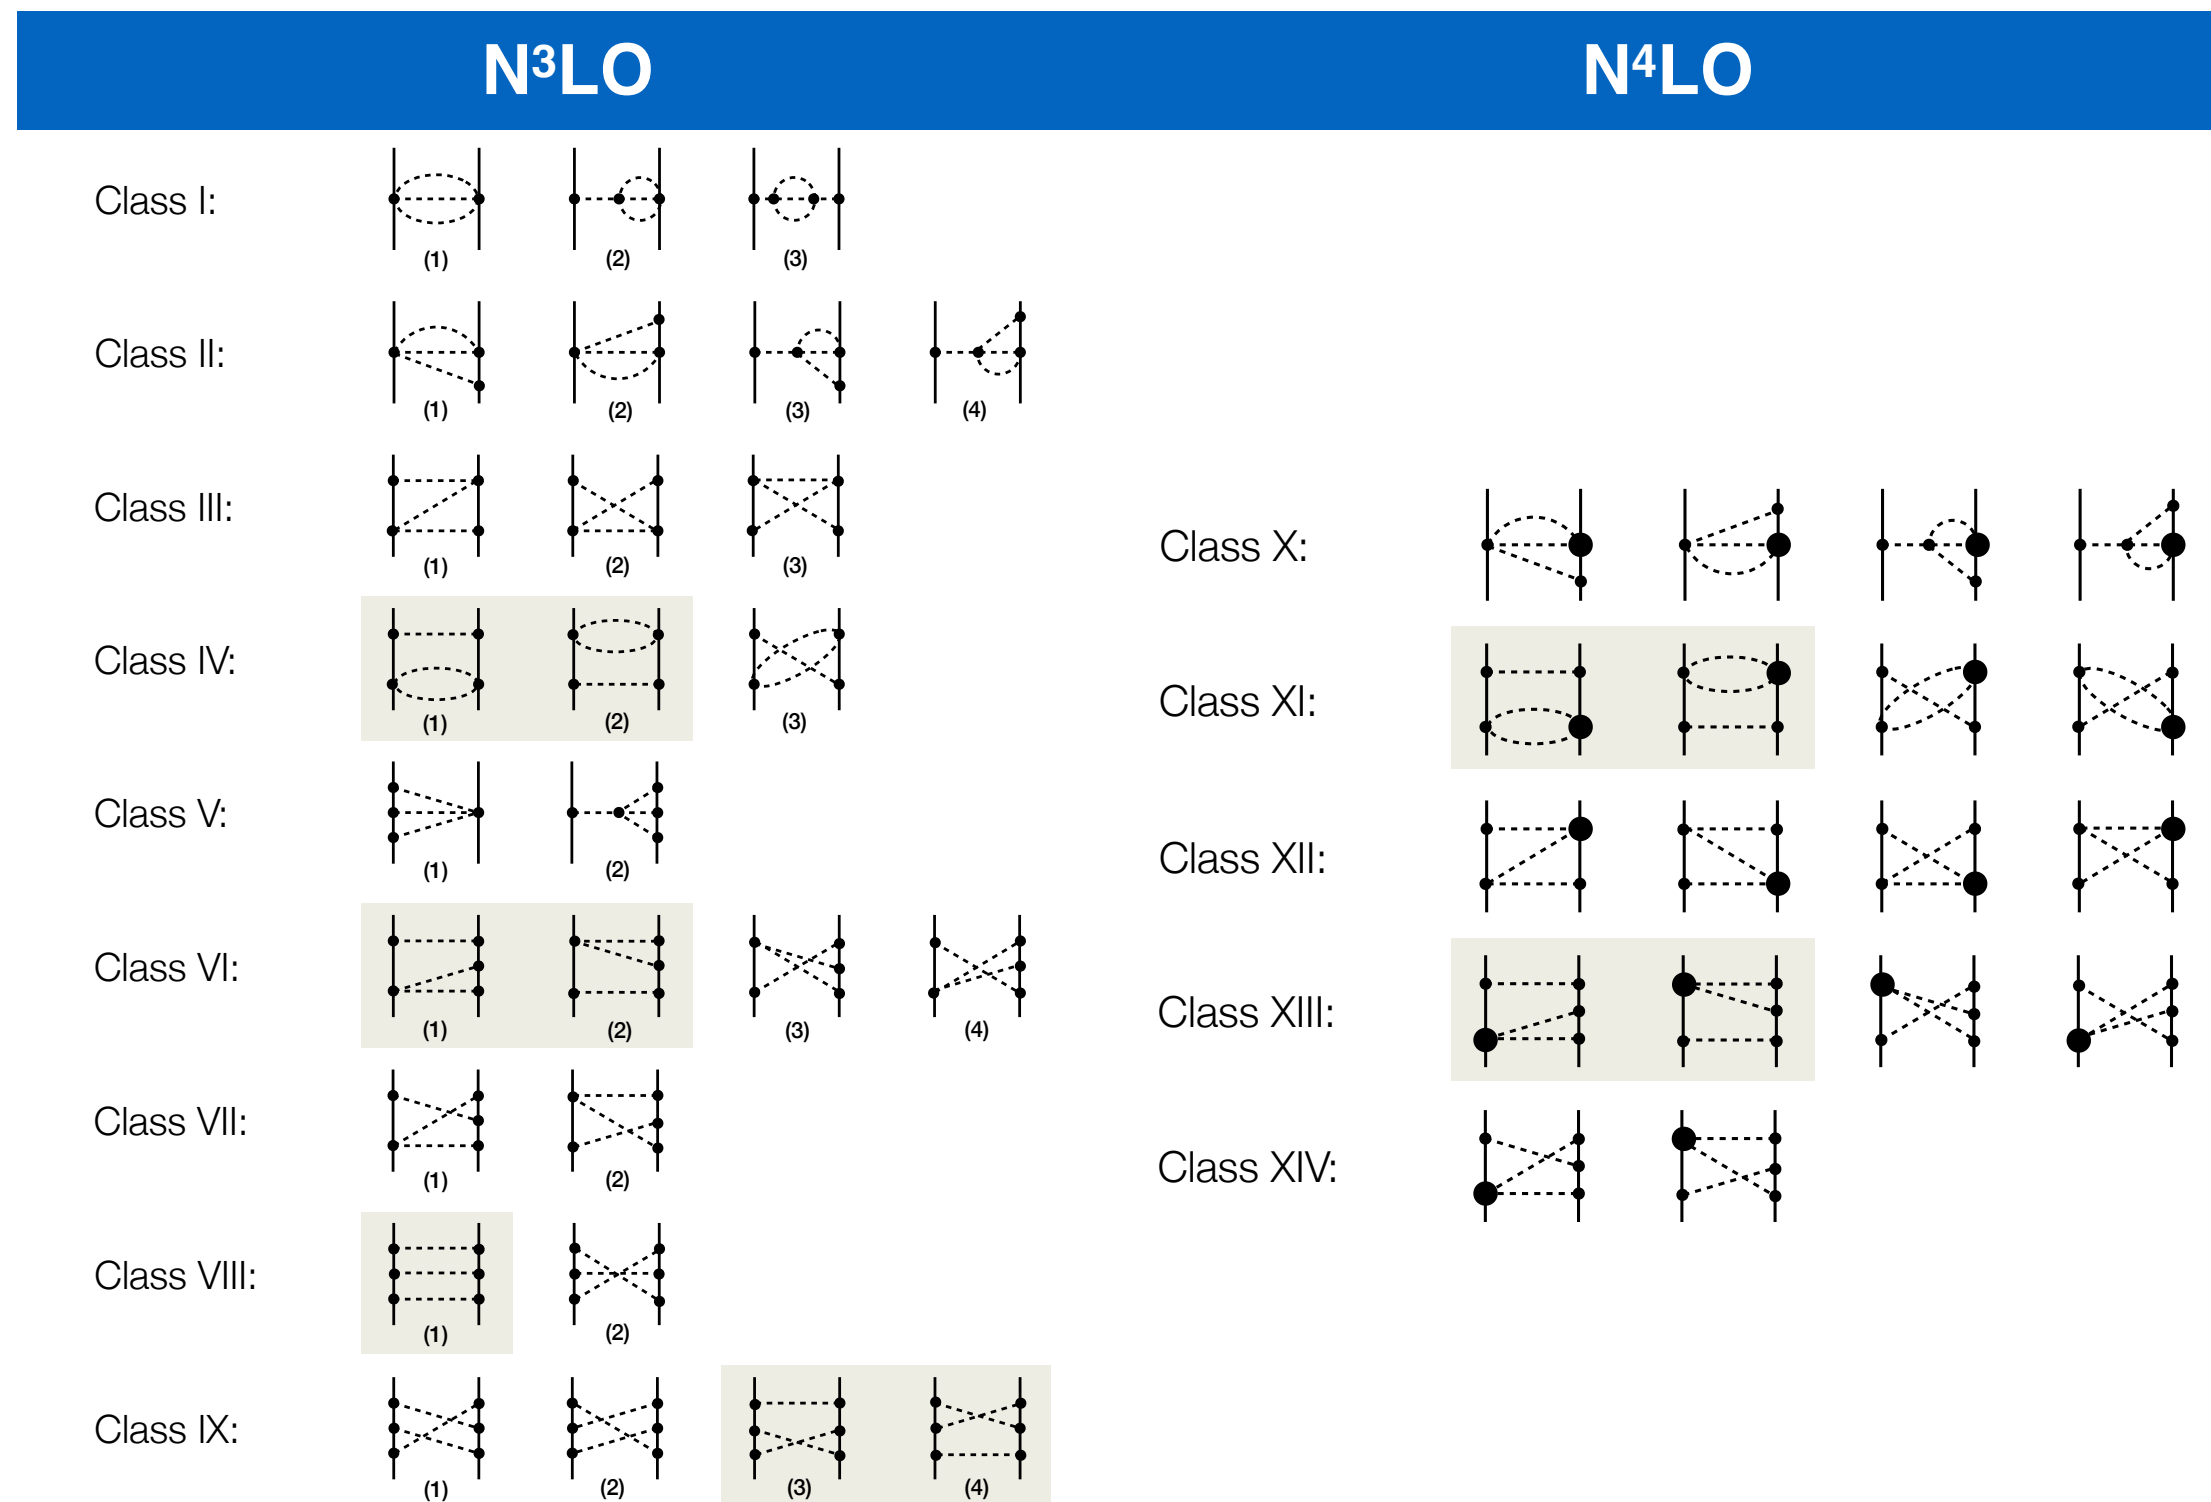 N³LO N⁴LO
Class I:
(1) (2) (3)
Class II:
(1) (2) (3) (4)
Class III:
(1) (2) (3)
Class IV:
(1) (2) (3)
Class V:
(1) (2)
Class VI:
(1) (2) (3) (4)
Class VII:
(1) (2)
Class VIII:
(1) (2)
Class IX:
(1) (2) (3) (4)
Class X:
Class XI:
Class XII:
Class XIII:
Class XIV: